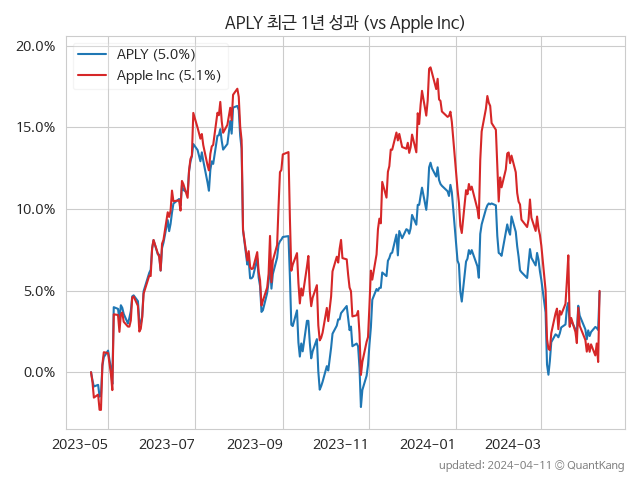 APLY 최근 1년 성과 (vs Apple Inc)
20.0%
APLY (5.0%)
Apple Inc (5.1%)
15.0%
10.0%
5.0%
0.0%
2023-05 2023-07 2023-09 2023-11 2024-01 2024-03
updated: 2024-04-11 © QuantKang